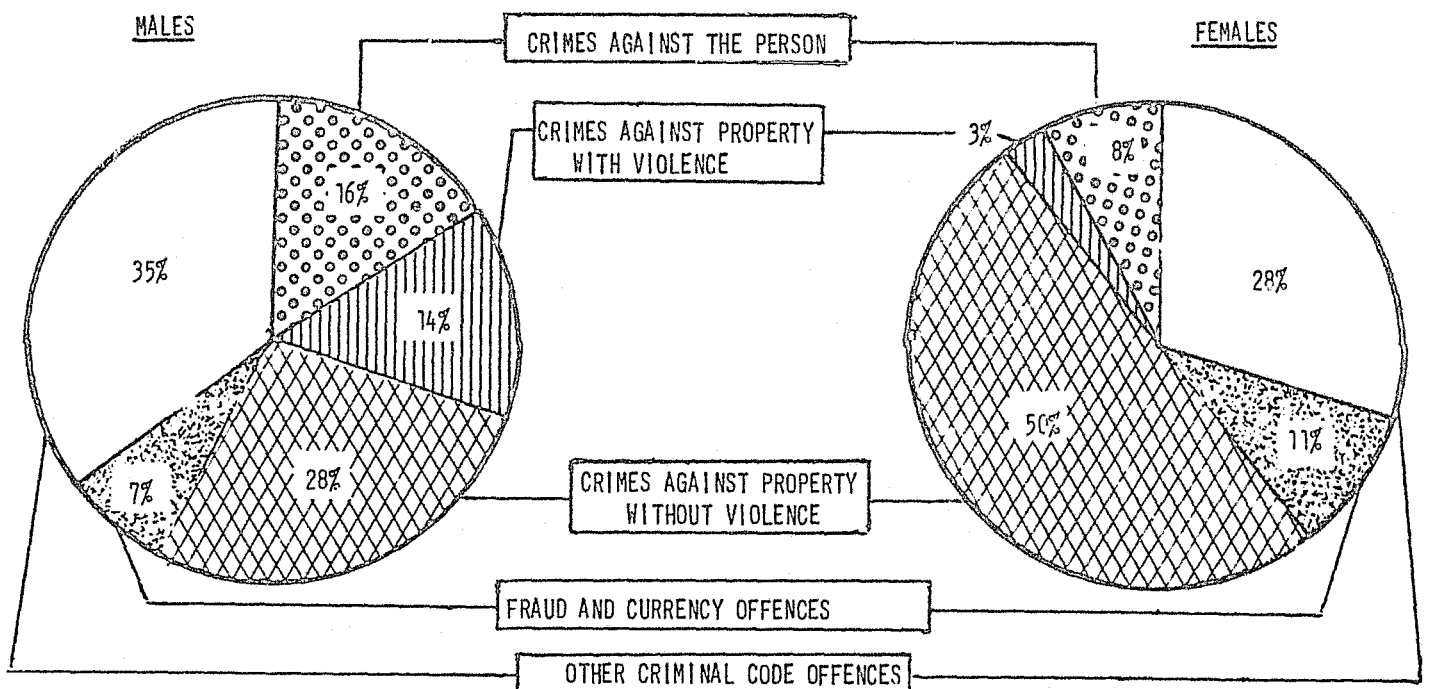 MALES
CRIMES AGAINST THE PERSON
FEMALES
CRIMES AGAINST PROPERTY
WITH VIOLENCE
3%
8%
16%
35%
28%
14%
50%
11%
28%
7%
CRIMES AGAINST PROPERTY
WITHOUT VIOLENCE
FRAUD AND CURRENCY OFFENCES
OTHER CRIMINAL CODE OFFENCES